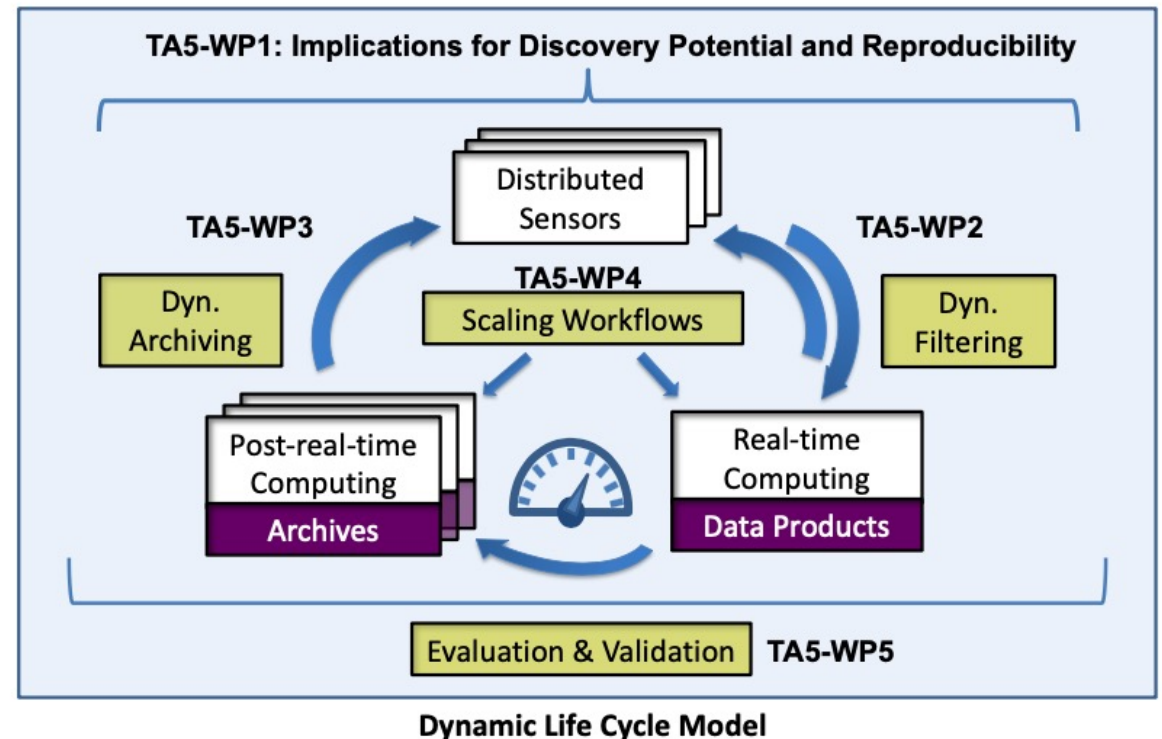 TA5-WP1: Implications for Discovery Potential and Reproducibility
Distributed
Sensors
TA5-WP3
TA5-WP2
TA5-WP4
Dyn.
Archiving
Scaling Workflows
Dyn.
Filtering
Post-real-time
Computing
Archives
Real-time
Computing
Data Products
Evaluation & Validation
TA5-WP5
Dynamic Life Cycle Model